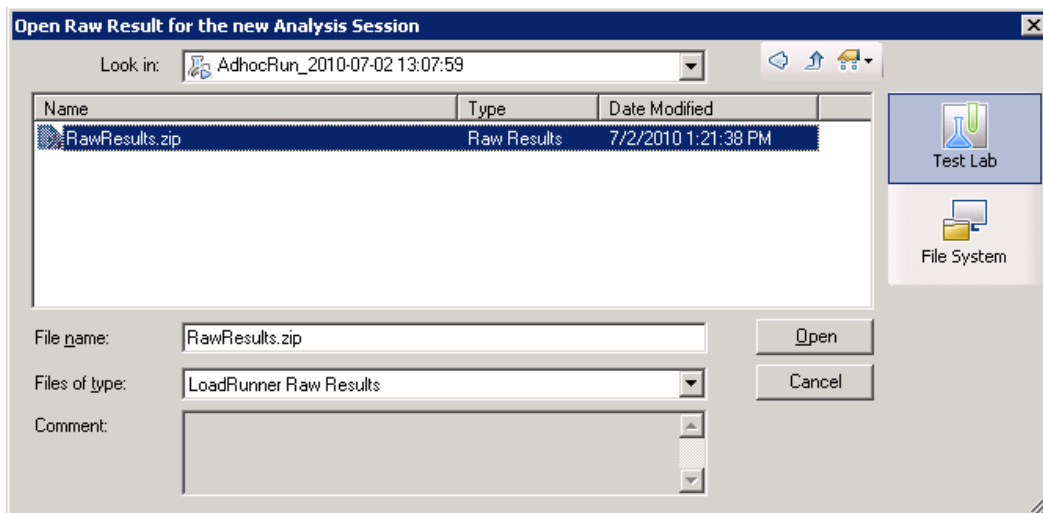 Open Raw Result for the new Analysis Session
Look in: AdhocRun_2010-07-02 13:07:59
Name Type Date Modified
RawResults.zip Raw Results 7/2/2010 1:21:38 PM
Test Lab
File System
File name: RawResults.zip Open
Files of type: LoadRunner Raw Results Cancel
Comment: